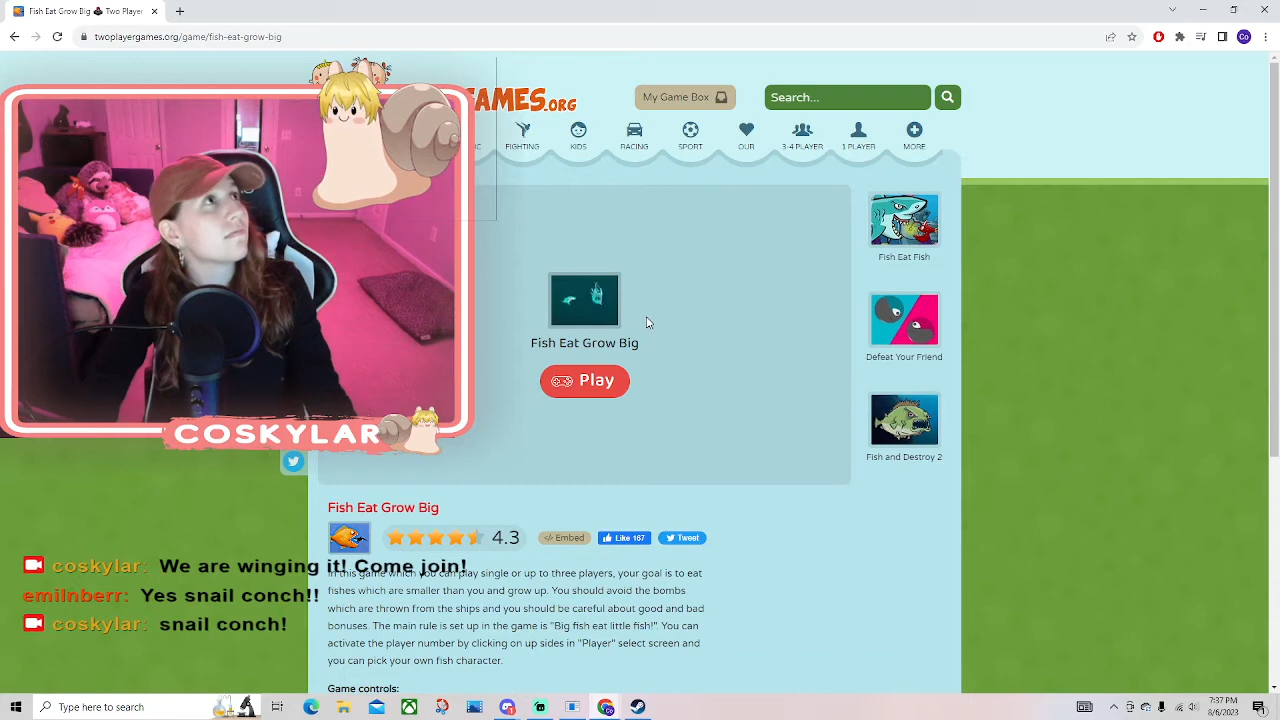 Fish Eat Grow Big Two Player
twoplayergames.org/game/fish-eat-grow-big
Co
GAMES.ORG
My Game Box
Search...
FIGHTING
KIDS
RACING
SPORT
OUR
3-4 PLAYER
1 PLAYER
MORE
Fish Eat Fish
Fish Eat Grow Big
Defeat Your Friend
Play
COSKYLAR
Fish and Destroy 2
Fish Eat Grow Big
4.3
</> Embed
Like 167
Tweet
coskylar: We are winging it! Come join!
emilnberr: Yes snail conch!!
coskylar: snail conch!
In this game which you can play single or up to three players, your goal is to eat
fishes which are smaller than you and grow up. You should avoid the bombs
which are thrown from the ships and you should be careful about good and bad
bonuses. The main rule is set up in the game is "Big fish eat little fish!". You can
activate the player number by clicking on up sides in "Player" select screen and
you can pick your own fish character.
Game controls:
Type here to search
7:37 PM
8/6/2023